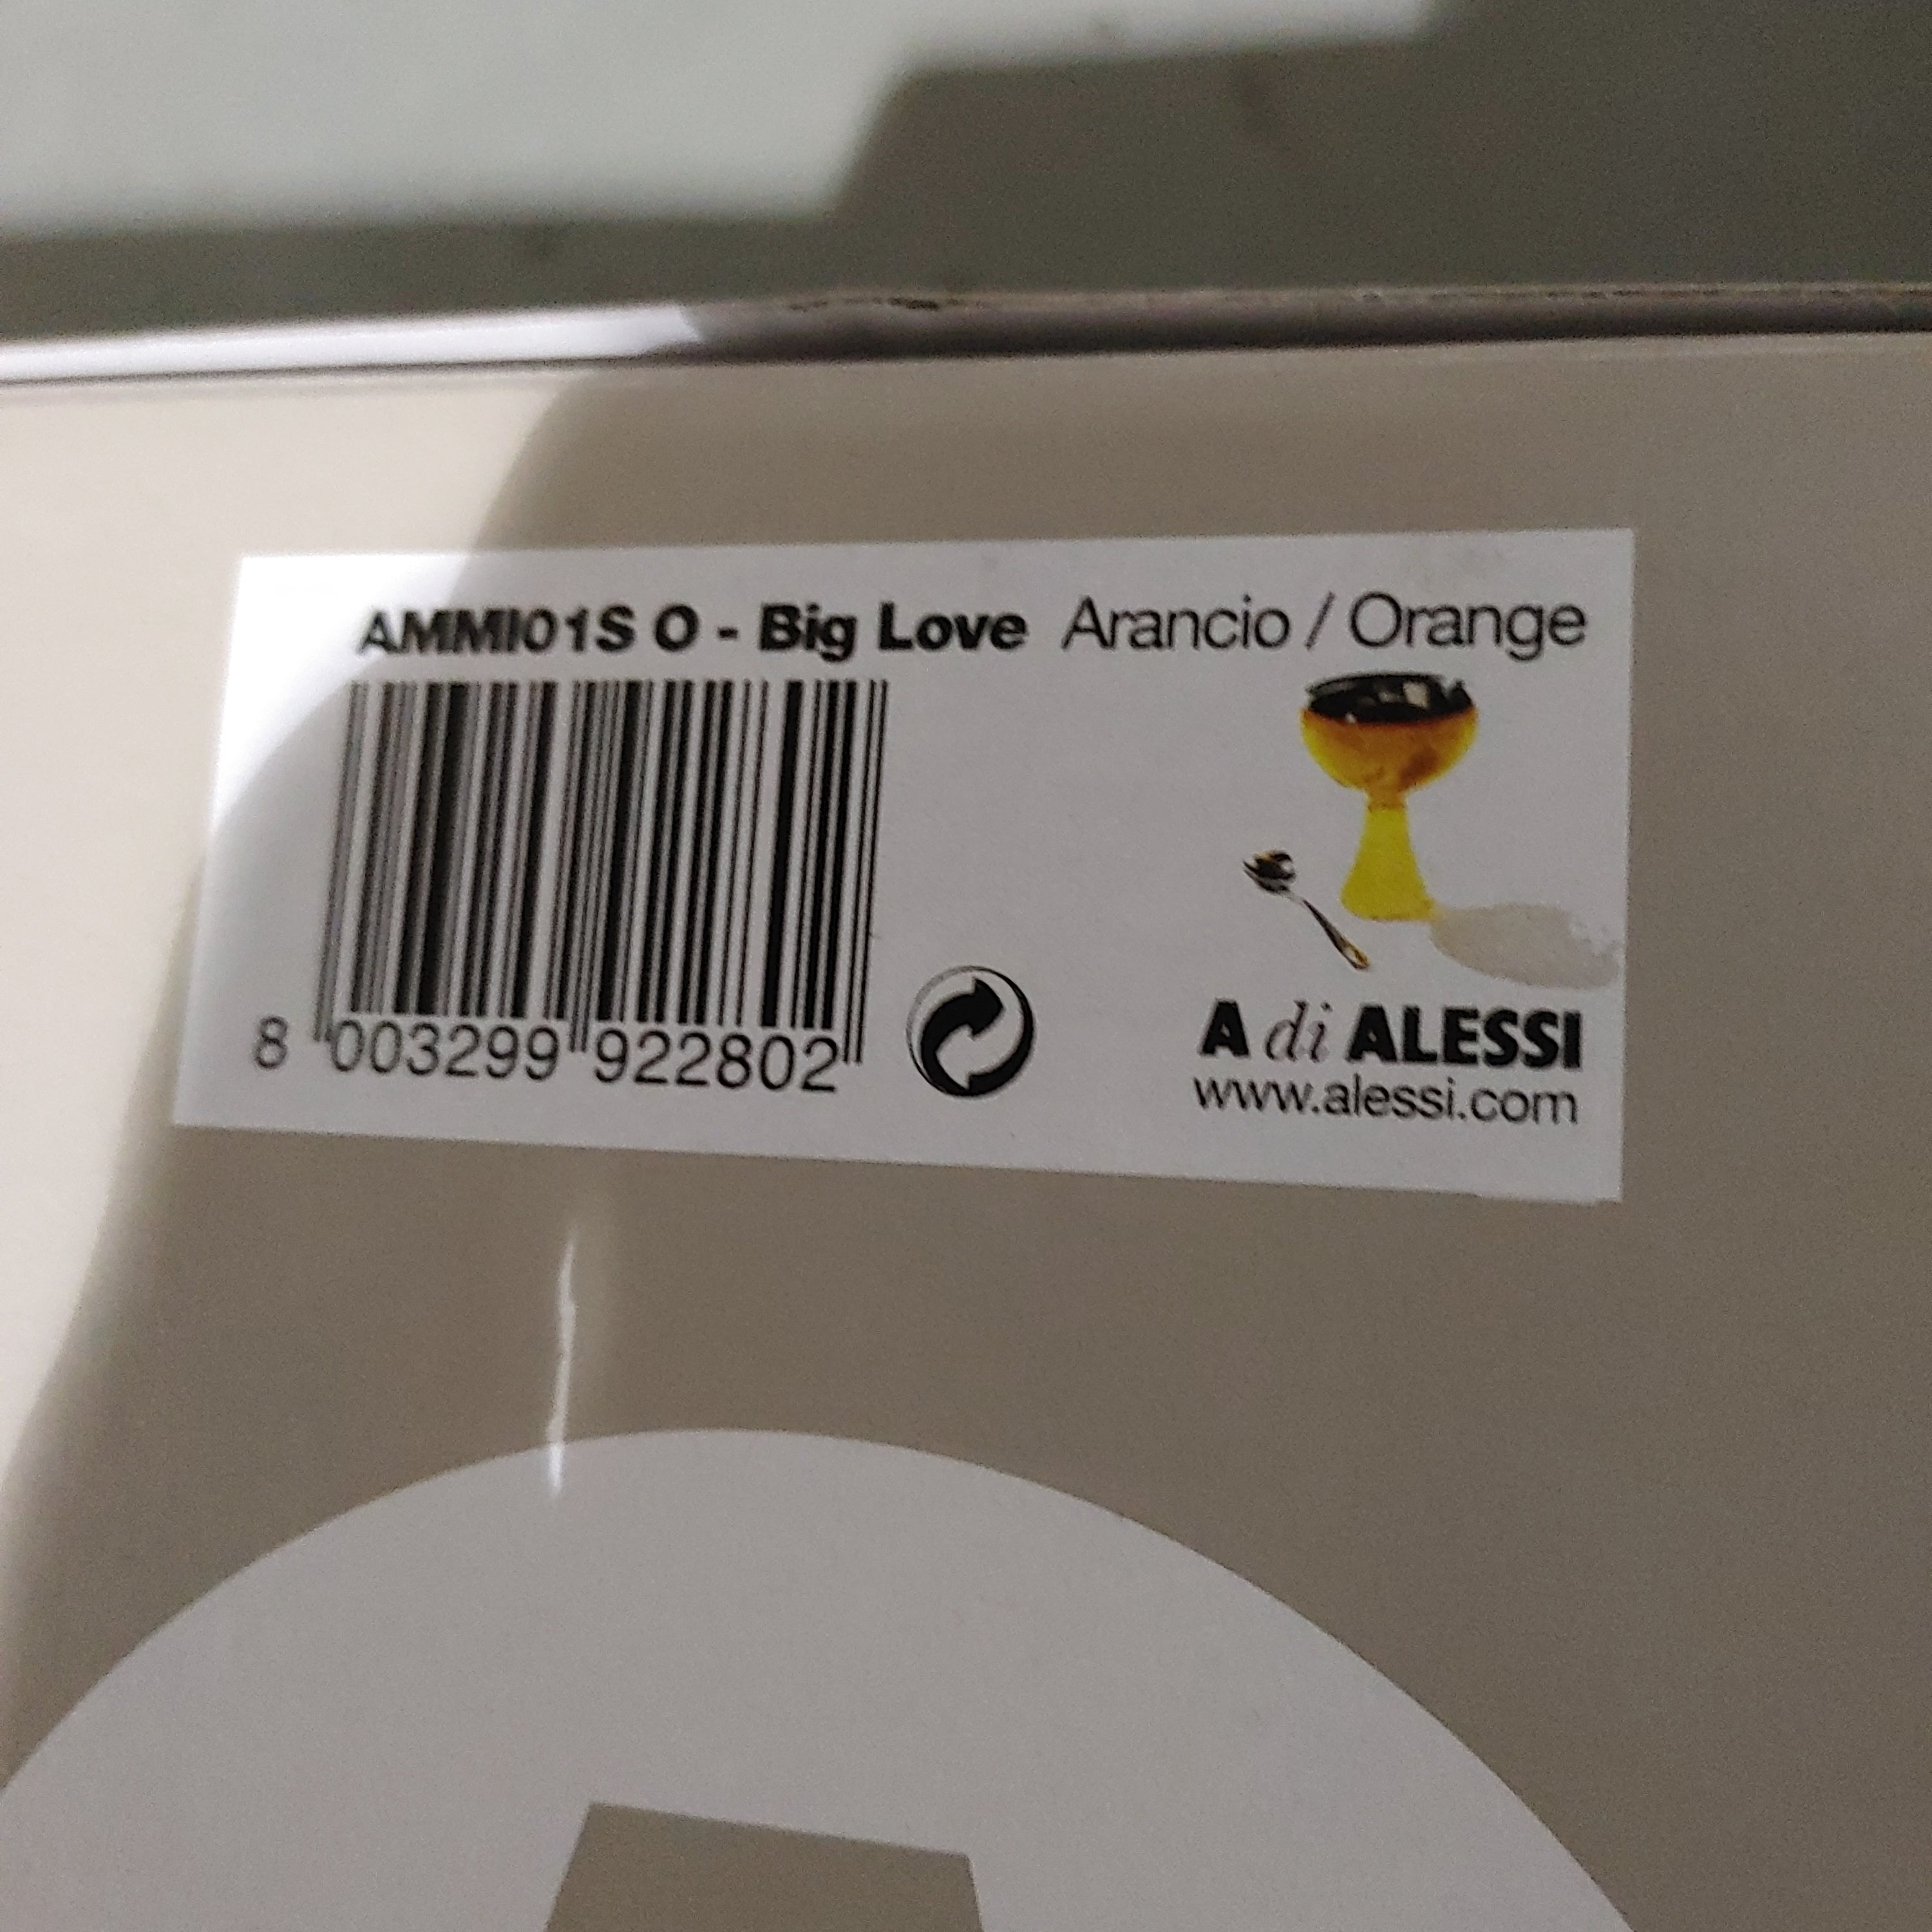 AMMI01S O - Big Love Arancio / Orange
8 003299 922802
A di ALESSI
www.alessi.com